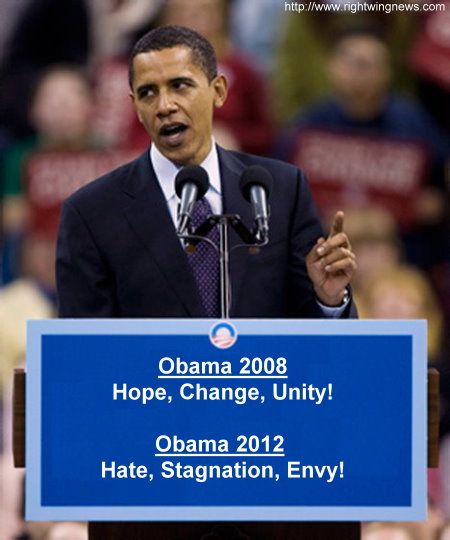 http://www.rightwingnews.com/
Obama 2008
Hope, Change, Unity!
Obama 2012
Hate, Stagnation, Envy!